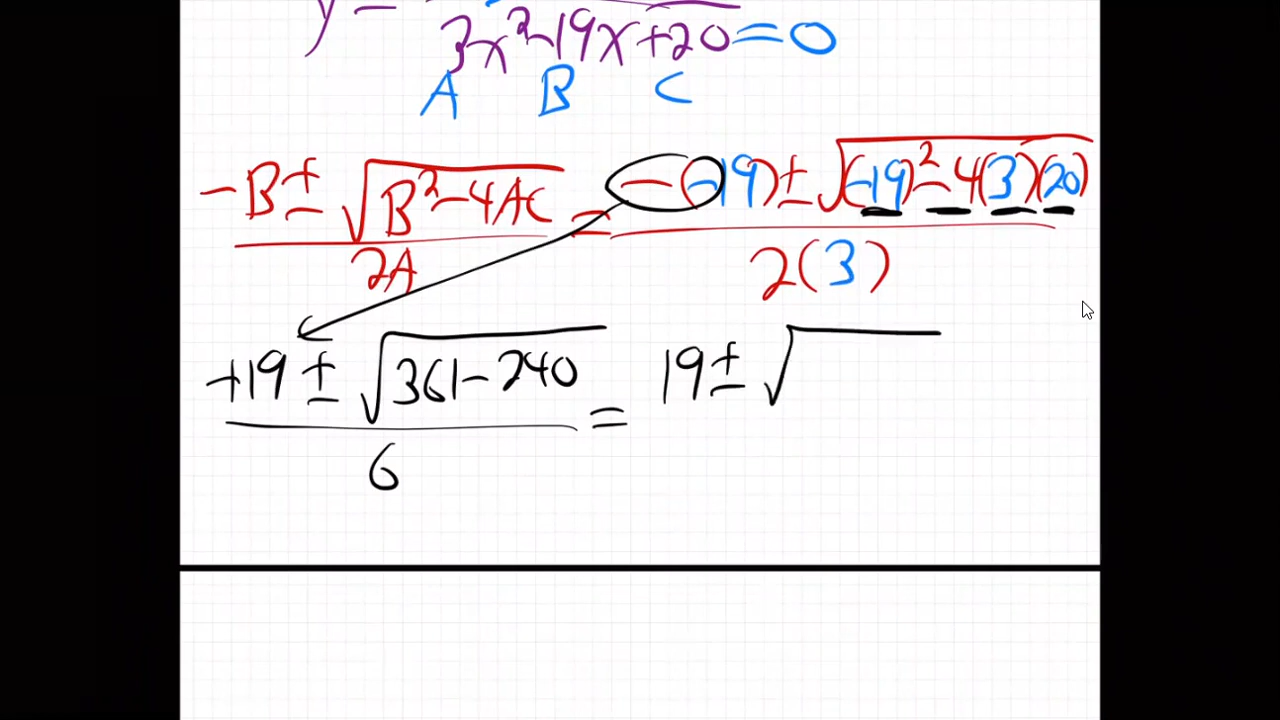 y =
3x²-19x+20=0
A B C
-B±√B²-4AC = -(-19)±√(-19)²-4(3)(20)
2A 2(3)
+19±√361-240 = 19±√
6